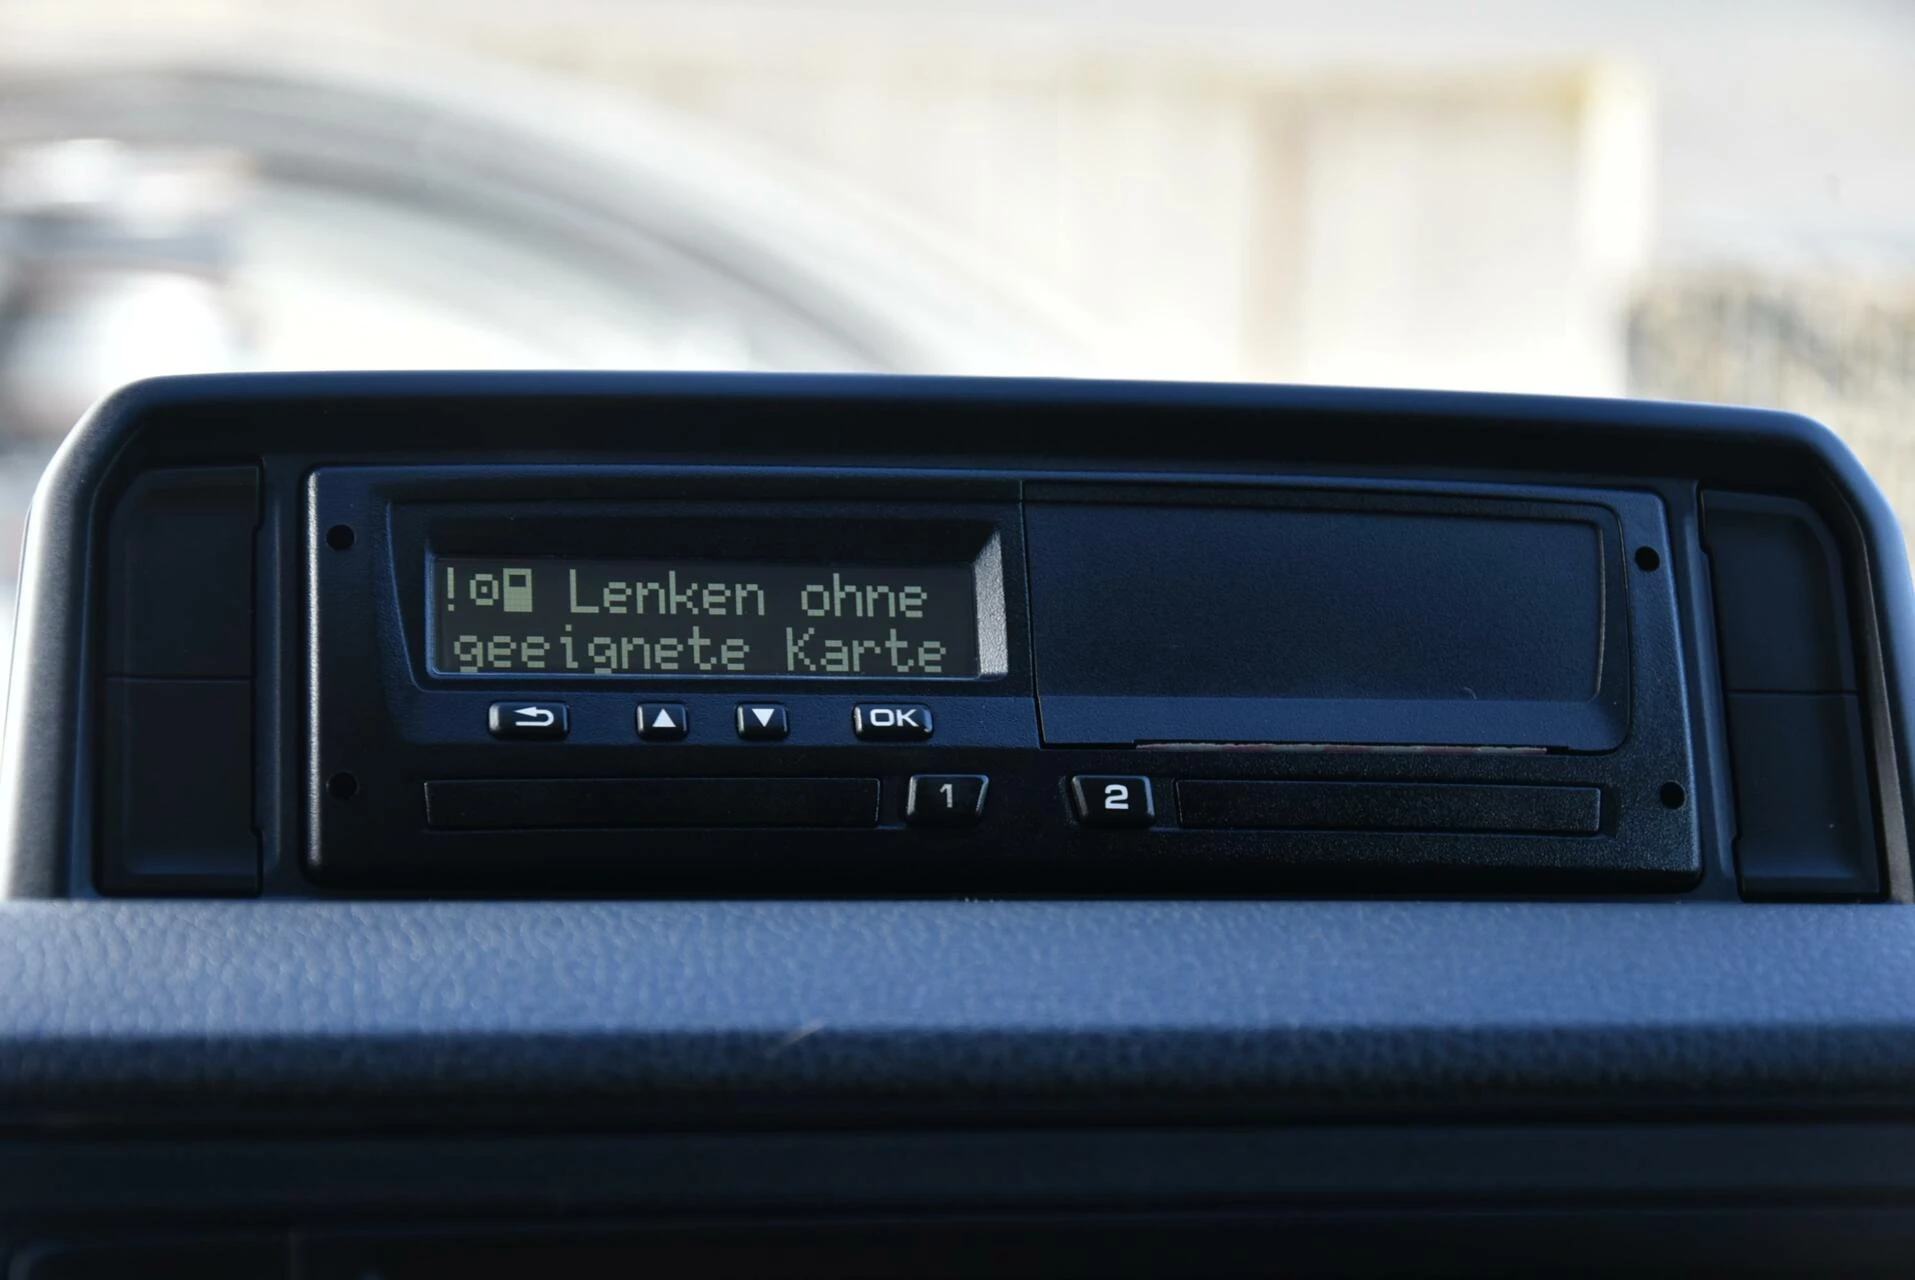 ! Lenken ohne
geeignete Karte
OK
1 2